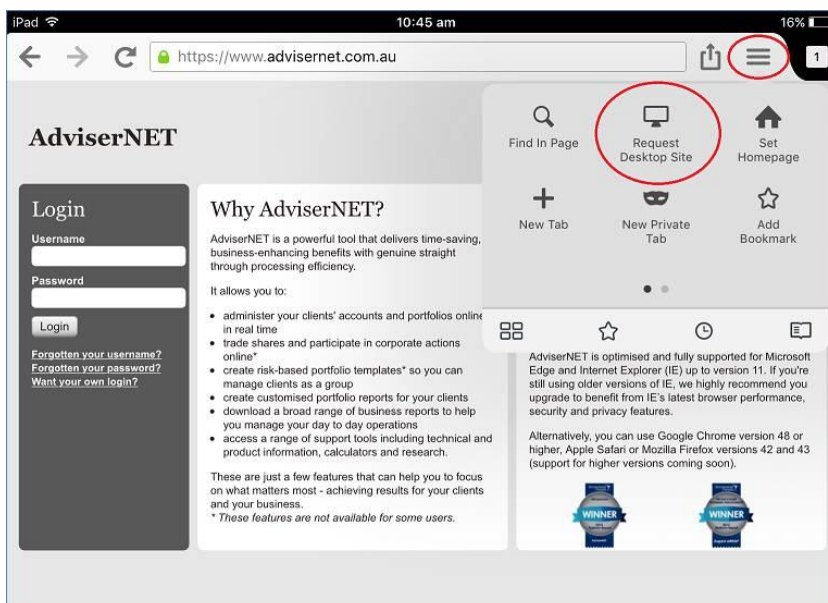 iPad 10:45 am 16%
https://www.advisernet.com.au 1
AdviserNET
Find In Page
Request
Desktop Site
Set
Homepage
New Tab
New Private
Tab
Add
Bookmark
Login
Username
Password
Login
Forgotten your username?
Forgotten your password?
Want your own login?
Why AdviserNET?
AdviserNET is a powerful tool that delivers time-saving,
business-enhancing benefits with genuine straight
through processing efficiency.
It allows you to:
• administer your clients' accounts and portfolios online
in real time
• trade shares and participate in corporate actions
online*
• create risk-based portfolio templates* so you can
manage clients as a group
• create customised portfolio reports for your clients
• download a broad range of business reports to help
you manage your day to day operations
• access a range of support tools including technical and
product information, calculators and research.
These are just a few features that can help you to focus
on what matters most - achieving results for your clients
and your business.
* These features are not available for some users.
AdviserNET is optimised and fully supported for Microsoft
Edge and Internet Explorer (IE) up to version 11. If you're
still using older versions of IE, we highly recommend you
upgrade to benefit from IE's latest browser performance,
security and privacy features.
Alternatively, you can use Google Chrome version 48 or
higher, Apple Safari or Mozilla Firefox versions 42 and 43
(support for higher versions coming soon).
WINNER
WINNER